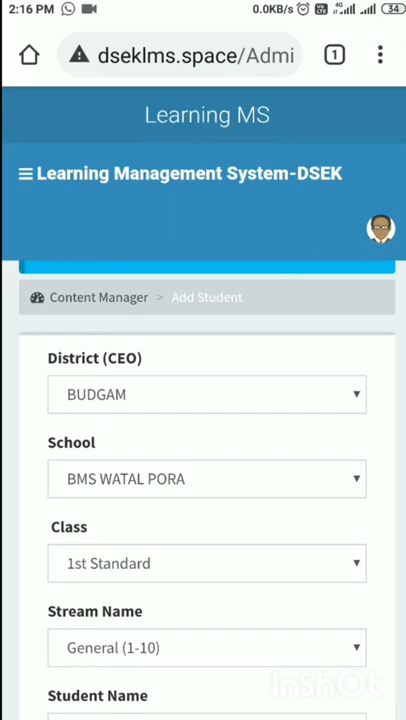 2:16 PM
0.0KB/s 4G 34
dseklms.space/Admi
1
Learning MS
Learning Management System-DSEK
Content Manager > Add Student
District (CEO)
BUDGAM
School
BMS WATAL PORA
Class
1st Standard
Stream Name
General (1-10)
InShOt
Student Name